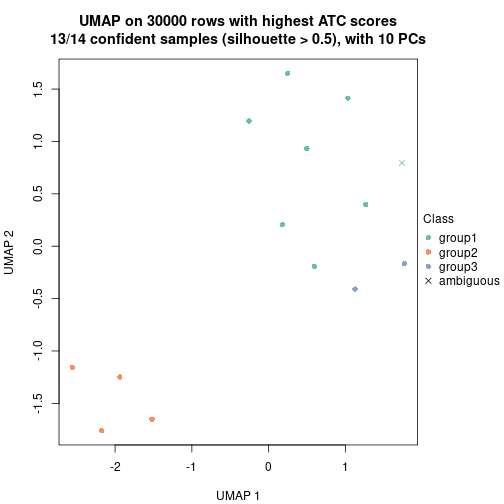 UMAP on 30000 rows with highest ATC scores
13/14 confident samples (silhouette > 0.5), with 10 PCs
1.5
1.0
0.5
0.0
-0.5
-1.0
-1.5
UMAP 2
-2
-1
0
1
UMAP 1
Class
group1
group2
group3
ambiguous